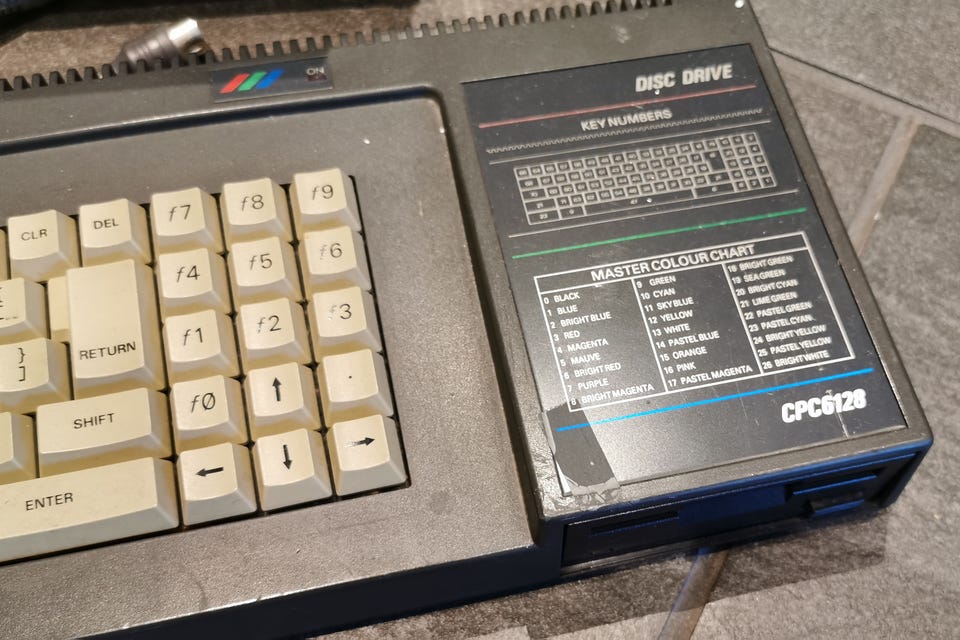 ON
DISC DRIVE
KEY NUMBERS
MASTER COLOUR CHART
0 BLACK
1 BLUE
2 BRIGHT BLUE
3 RED
4 MAGENTA
5 MAUVE
6 BRIGHT RED
7 PURPLE
8 BRIGHT MAGENTA
9 GREEN
10 CYAN
11 SKY BLUE
12 YELLOW
13 WHITE
14 PASTEL BLUE
15 ORANGE
16 PINK
17 PASTEL MAGENTA
18 BRIGHT GREEN
19 SEA GREEN
20 BRIGHT CYAN
21 LIME GREEN
22 PASTEL GREEN
23 PASTEL CYAN
24 BRIGHT YELLOW
25 PASTEL YELLOW
26 BRIGHT WHITE
CPC6128
CLR DEL f7 f8 f9
RETURN f4 f5 f6
} ] f1 f2 f3
SHIFT f0 ↑ .
ENTER ← ↓ →